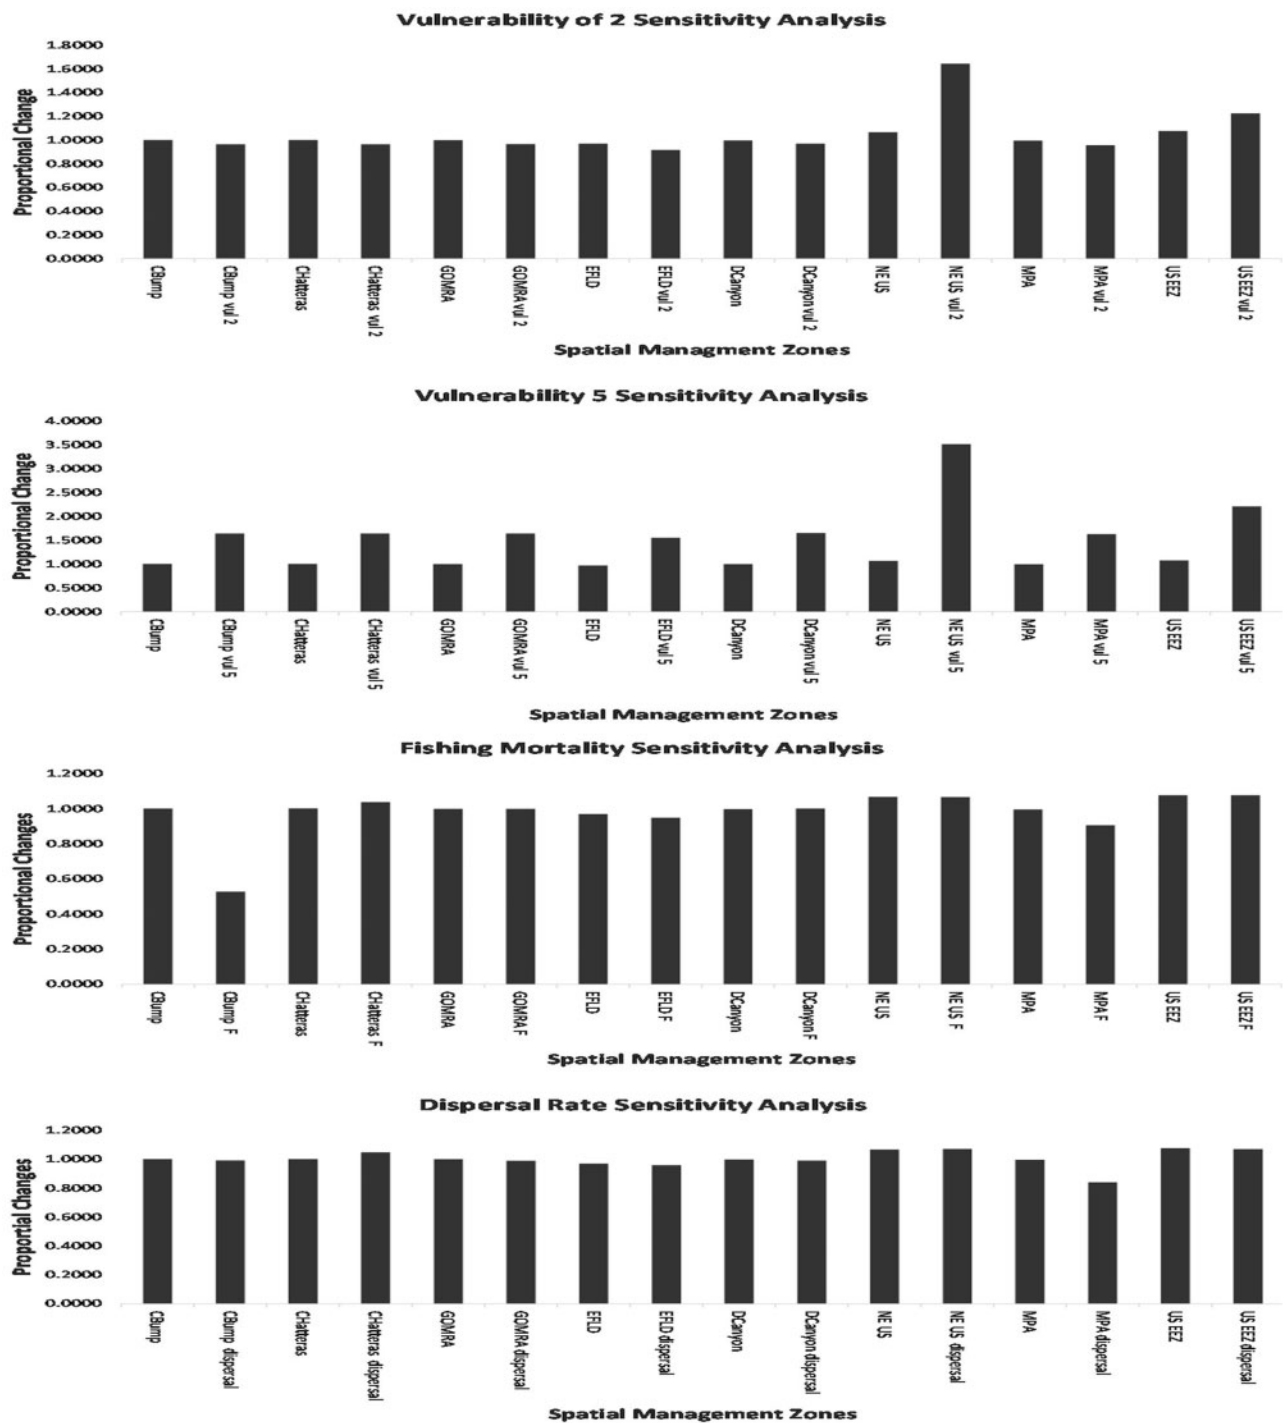 Vulnerability of 2 Sensitivity Analysis
Proportional Change
1.8000
1.6000
1.4000
1.2000
1.0000
0.8000
0.6000
0.4000
0.2000
0.0000
CBump
CBump vul 2
CHatteras
CHatteras vul 2
GOMRA
GOMRA vul 2
EFLD
EFLD vul 2
DCanyon
DCanyon vul 2
NE US
NE US vul 2
MPA
MPA vul 2
US EEZ
US EEZ vul 2
Spatial Managment Zones
Vulnerability 5 Sensitivity Analysis
Proportional Change
4.0000
3.5000
3.0000
2.5000
2.0000
1.5000
1.0000
0.5000
0.0000
CBump
CBump vul 5
CHatteras
CHatteras vul 5
GOMRA
GOMRA vul 5
EFLD
EFLD vul 5
DCanyon
DCanyon vul 5
NE US
NE US vul 5
MPA
MPA vul 5
US EEZ
US EEZ vul 5
Spatial Management Zones
Fishing Mortality Sensitivity Analysis
Proportional Changes
1.2000
1.0000
0.8000
0.6000
0.4000
0.2000
0.0000
CBump
CBump F
CHatteras
CHatteras F
GOMRA
GOMRA F
EFLD
EFLD F
DCanyon
DCanyon F
NE US
NE US F
MPA
MPA F
US EEZ
US EEZ F
Spatial Management Zones
Dispersal Rate Sensitivity Analysis
Proportial Changes
1.2000
1.0000
0.8000
0.6000
0.4000
0.2000
0.0000
CBump
CBump dispersal
CHatteras
CHatteras dispersal
GOMRA
GOMRA dispersal
EFLD
EFLD dispersal
DCanyon
DCanyon dispersal
NE US
NE US dispersal
MPA
MPA dispersal
US EEZ
US EEZ dispersal
Spatial Management Zones